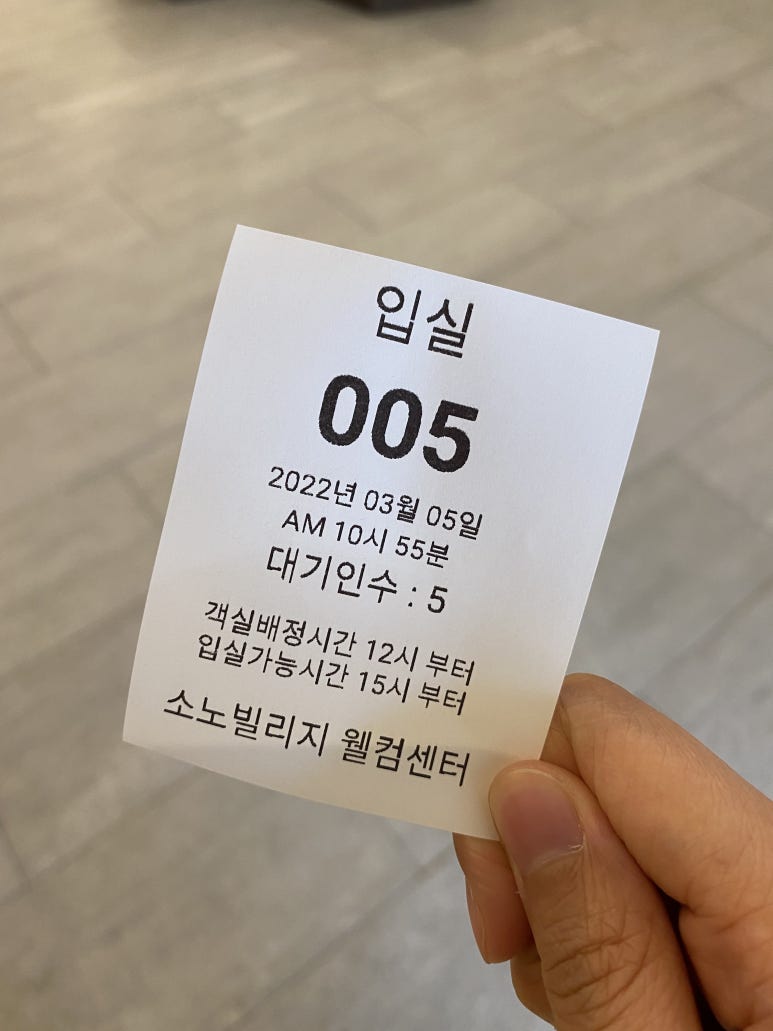 입실
005
2022년 03월 05일
AM 10시 55분
대기인수 : 5
객실배정시간 12시 부터
입실가능시간 15시 부터
소노빌리지 웰컴센터